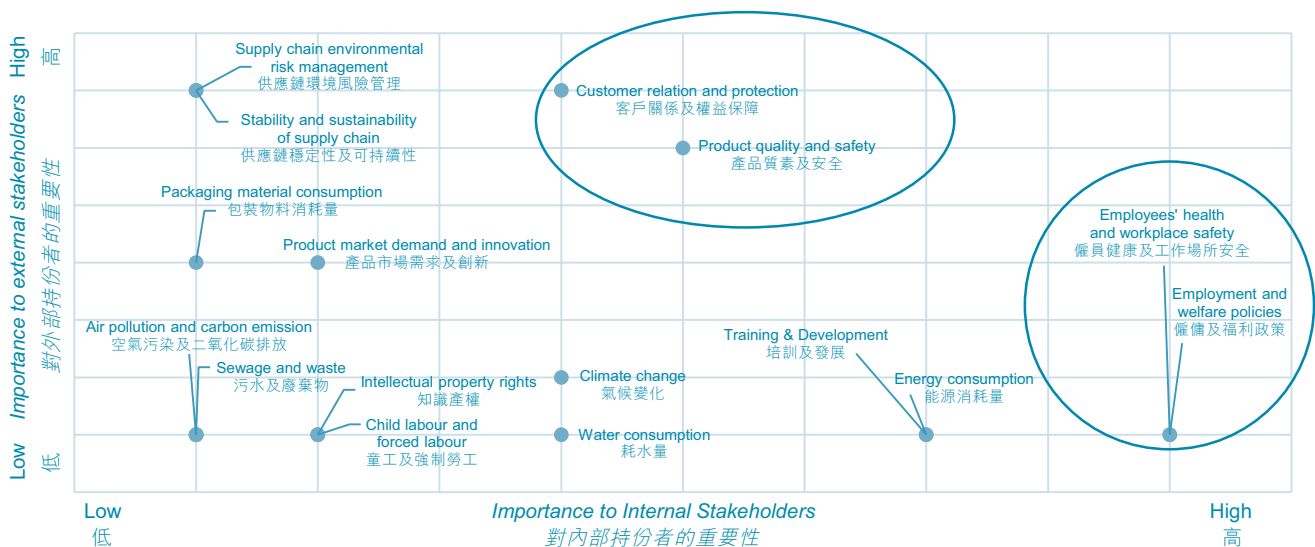 High
高
Importance to external stakeholders
對外部持份者的重要性
Low
低
Supply chain environmental
risk management
供應鏈環境風險管理
Stability and sustainability
of supply chain
供應鏈穩定性及可持續性
Customer relation and protection
客戶關係及權益保障
Product quality and safety
產品質素及安全
Packaging material consumption
包裝物料消耗量
Product market demand and innovation
產品市場需求及創新
Employees' health
and workplace safety
僱員健康及工作場所安全
Employment and
welfare policies
僱傭及福利政策
Air pollution and carbon emission
空氣污染及二氧化碳排放
Sewage and waste
污水及廢棄物
Intellectual property rights
知識產權
Child labour and
forced labour
童工及強制勞工
Climate change
氣候變化
Water consumption
耗水量
Training & Development
培訓及發展
Energy consumption
能源消耗量
Low
低
Importance to Internal Stakeholders
對內部持份者的重要性
High
高